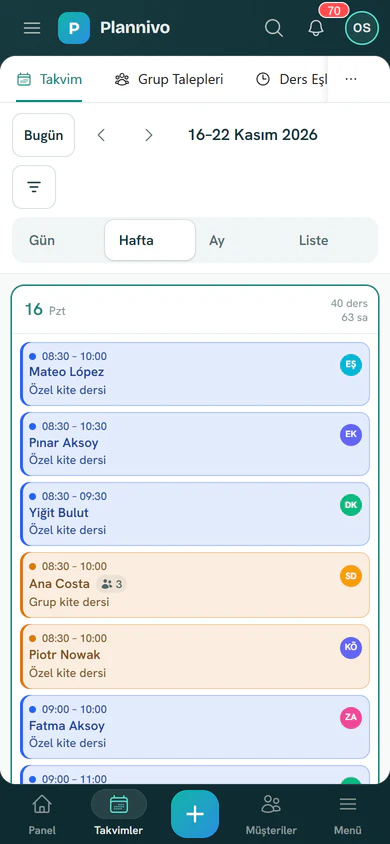 P Plannivo 70 OS
Takvim Grup Talepleri Ders Eşl ...
Bugün 16–22 Kasım 2026
Gün Hafta Ay Liste
16 Pzt 40 ders
63 sa
08:30 – 10:00
Mateo López EŞ
Özel kite dersi
08:30 – 10:30
Pınar Aksoy EK
Özel kite dersi
08:30 – 09:30
Yiğit Bulut DK
Özel kite dersi
08:30 – 10:00
Ana Costa 3 SD
Grup kite dersi
08:30 – 10:00
Piotr Nowak KÖ
Özel kite dersi
09:00 – 10:00
Fatma Aksoy ZA
Özel kite dersi
09:00 – 11:00
Panel Takvimler + Müşteriler Menü